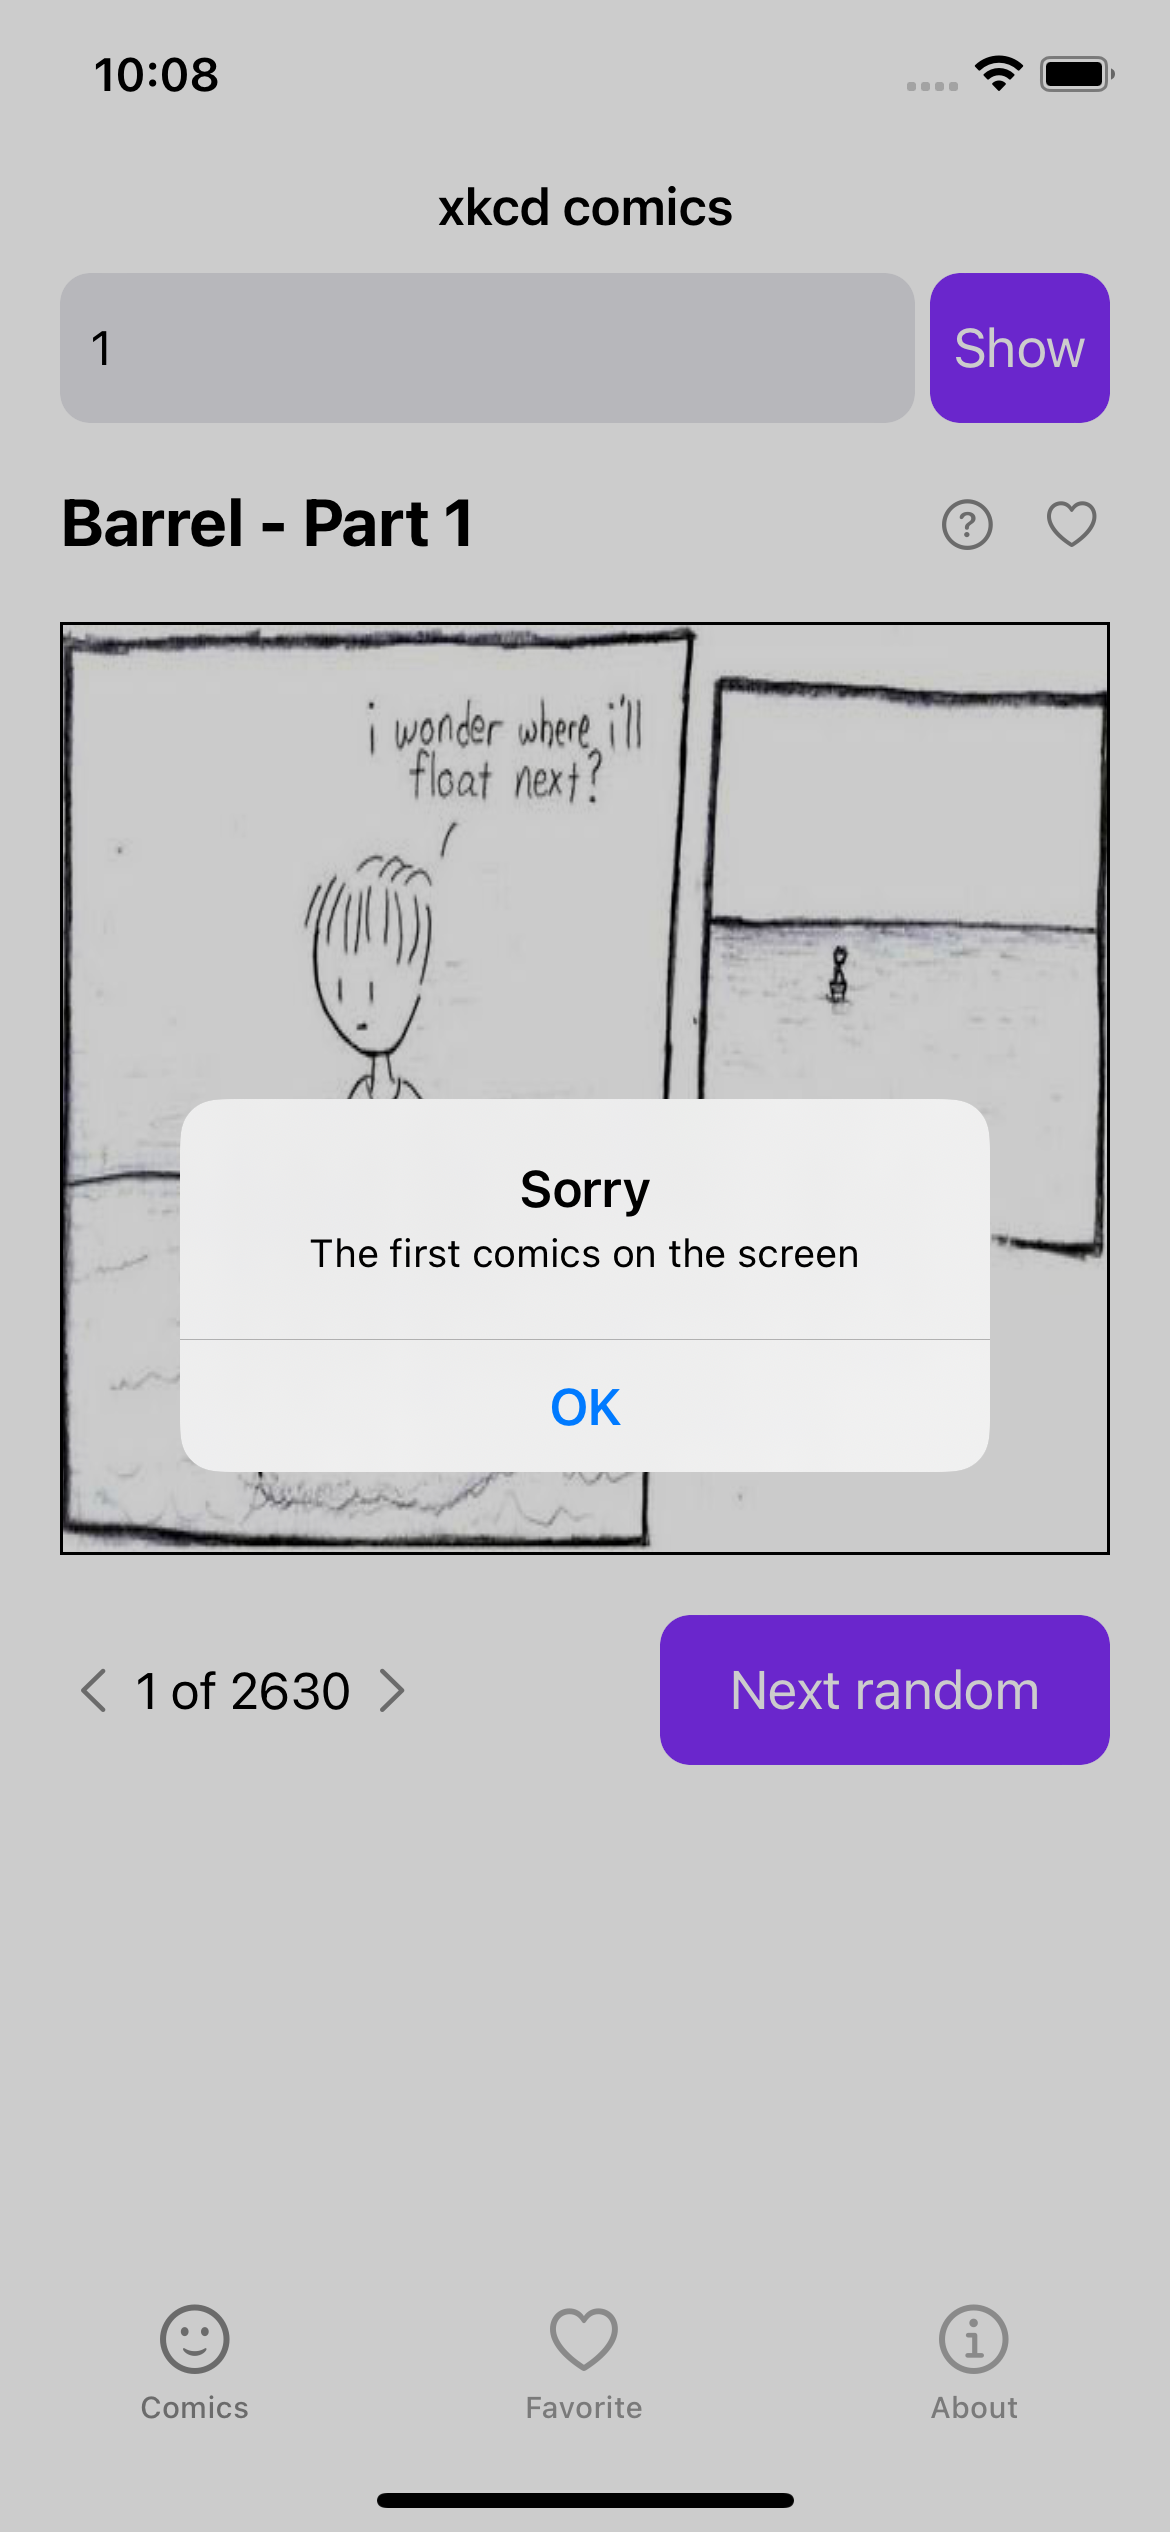 10:08
xkcd comics
1
Show
Barrel - Part 1
?
i wonder where i'll
float next?
Sorry
The first comics on the screen
OK
1 of 2630
Next random
Comics
Favorite
About